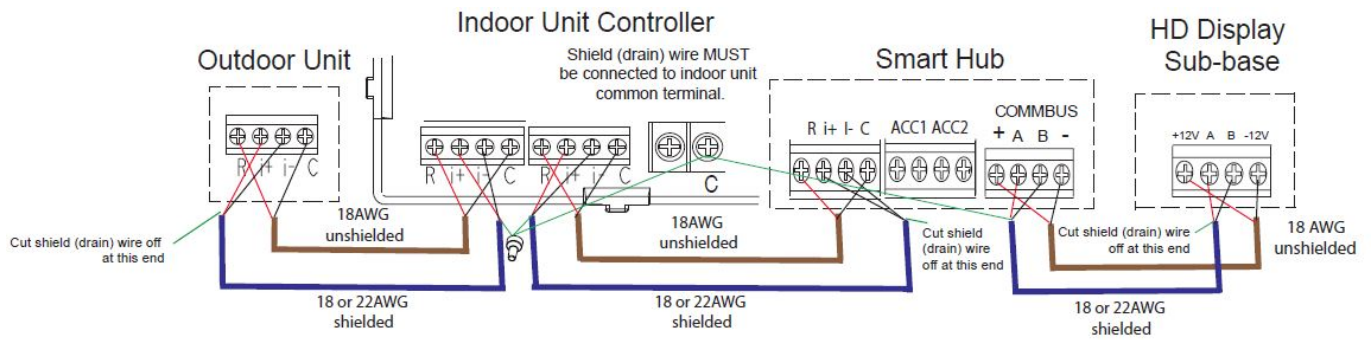 Indoor Unit Controller
Outdoor Unit
Shield (drain) wire MUST
be connected to indoor unit
common terminal.
Smart Hub
HD Display
Sub-base
R i+ i- C
R i+ i- C
R i+ i- C
C
R i+ I- C
ACC1 ACC2
COMMBUS
+ A B -
+12V A B -12V
Cut shield (drain) wire off
at this end
18AWG
unshielded
18 or 22AWG
shielded
18AWG
unshielded
18 or 22AWG
shielded
Cut shield
(drain) wire
off at this end
Cut shield (drain) wire
off at this end
18 AWG
unshielded
18 or 22AWG
shielded